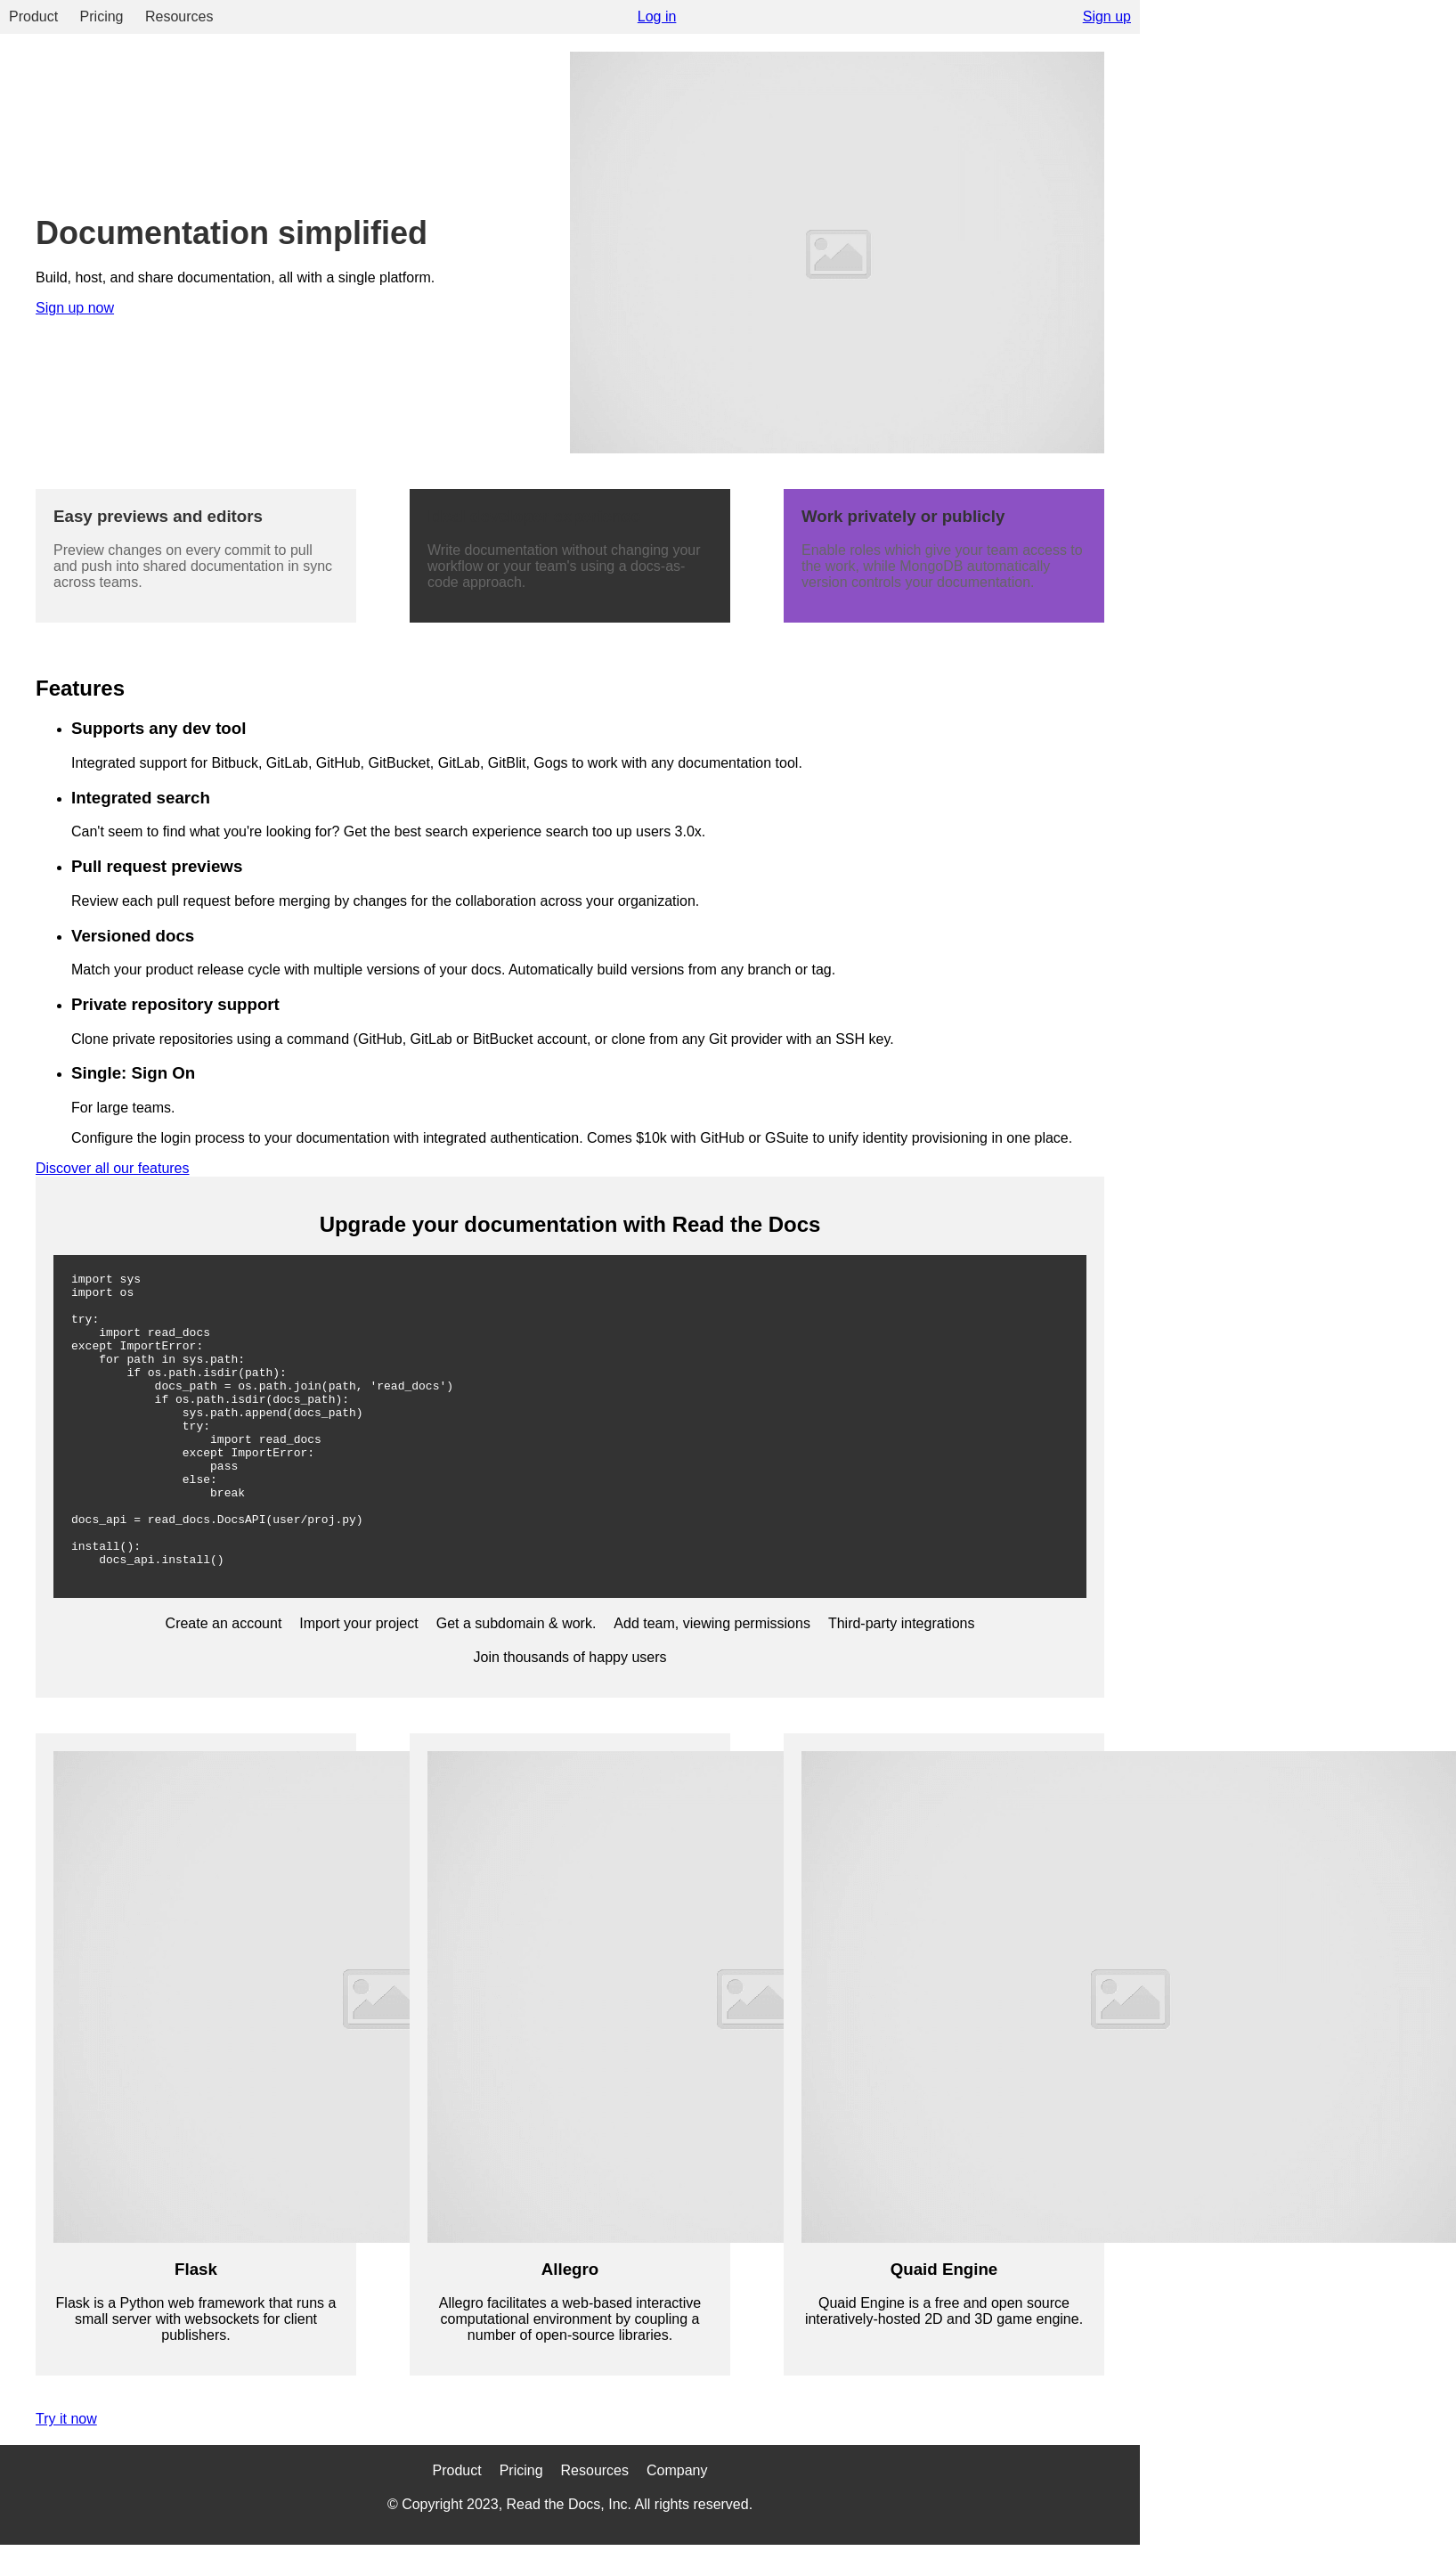 Product Pricing Resources Log in Sign up
Documentation simplified
Build, host, and share documentation, all with a single platform.
Sign up now
Easy previews and editors
Preview changes on every commit to pull
and push into shared documentation in sync
across teams.
Write documentation without changing your
workflow or your team's using a docs-as-
code approach.
Work privately or publicly
Enable roles which give your team access to
the work, while MongoDB automatically
version controls your documentation.
Features
Supports any dev tool
Integrated support for Bitbuck, GitLab, GitHub, GitBucket, GitLab, GitBlit, Gogs to work with any documentation tool.
Integrated search
Can't seem to find what you're looking for? Get the best search experience search too up users 3.0x.
Pull request previews
Review each pull request before merging by changes for the collaboration across your organization.
Versioned docs
Match your product release cycle with multiple versions of your docs. Automatically build versions from any branch or tag.
Private repository support
Clone private repositories using a command (GitHub, GitLab or BitBucket account, or clone from any Git provider with an SSH key.
Single: Sign On
For large teams.
Configure the login process to your documentation with integrated authentication. Comes $10k with GitHub or GSuite to unify identity provisioning in one place.
Discover all our features
Upgrade your documentation with Read the Docs
import sys
import os
try:
    import read_docs
except ImportError:
    for path in sys.path:
        if os.path.isdir(path):
            docs_path = os.path.join(path, 'read_docs')
            if os.path.isdir(docs_path):
                sys.path.append(docs_path)
                try:
                    import read_docs
                except ImportError:
                    pass
                else:
                    break
docs_api = read_docs.DocsAPI(user/proj.py)
install():
    docs_api.install()
Create an account Import your project Get a subdomain & work. Add team, viewing permissions Third-party integrations
Join thousands of happy users
Flask
Flask is a Python web framework that runs a
small server with websockets for client
publishers.
Allegro
Allegro facilitates a web-based interactive
computational environment by coupling a
number of open-source libraries.
Quaid Engine
Quaid Engine is a free and open source
interatively-hosted 2D and 3D game engine.
Try it now
Product Pricing Resources Company
© Copyright 2023, Read the Docs, Inc. All rights reserved.